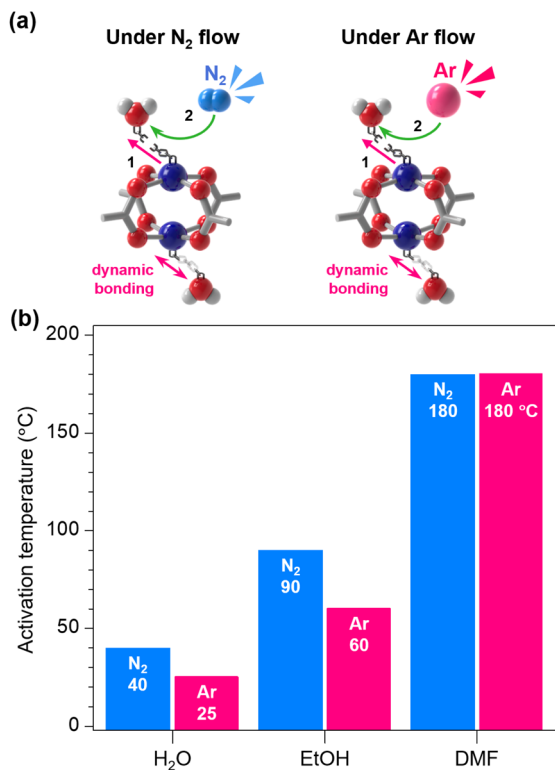 (a)
Under N₂ flow
Under Ar flow
N₂
Ar
2
2
1
1
dynamic
bonding
dynamic
bonding
(b)
Activation temperature (°C)
200
150
100
50
0
N₂
40
Ar
25
N₂
90
Ar
60
N₂
180
Ar
180 °C
H₂O
EtOH
DMF